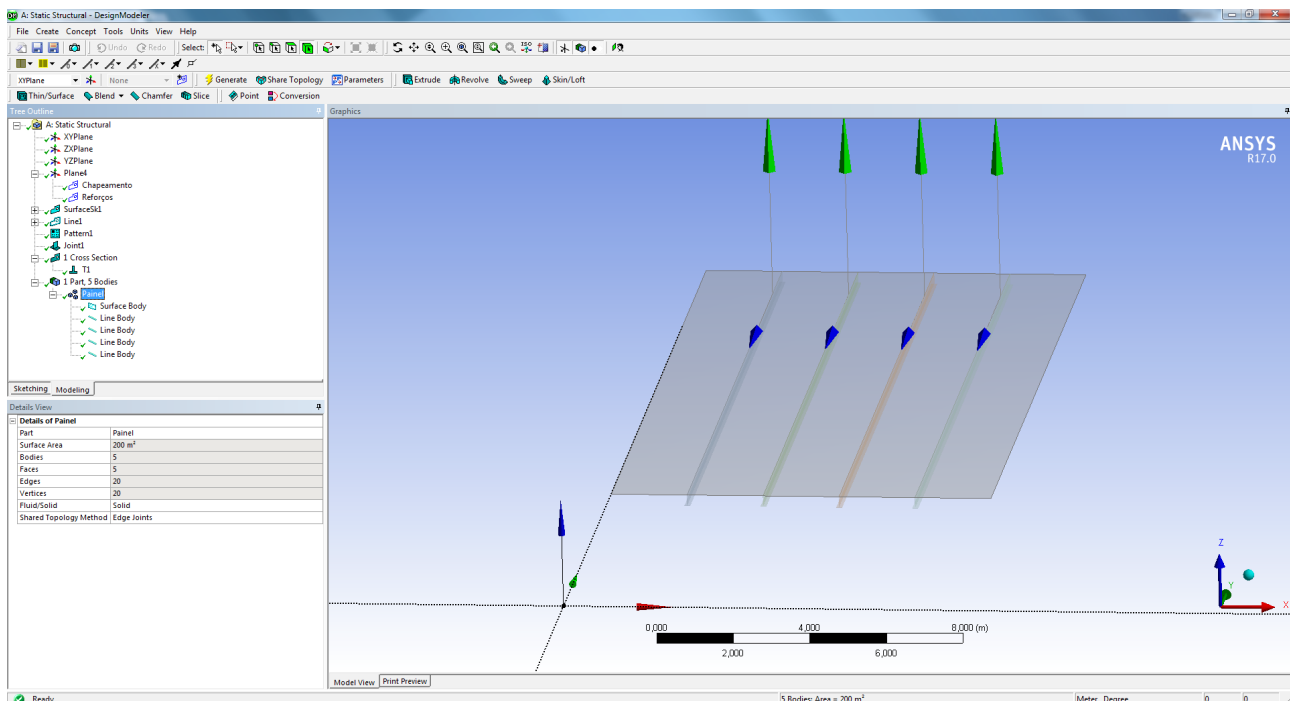 A: Static Structural - DesignModeler
File Create Concept Tools Units View Help
Undo Redo Select:
XYPlane None Generate Share Topology Parameters Extrude Revolve Sweep Skin/Loft
Thin/Surface Blend Chamfer Slice Point Conversion
Tree Outline
A: Static Structural
XYPlane
ZXPlane
YZPlane
Plane4
Chapeamento
Reforços
SurfaceSk1
Line1
Pattern1
Joint1
1 Cross Section
T1
1 Part, 5 Bodies
Painel
Surface Body
Line Body
Line Body
Line Body
Line Body
Sketching Modeling
Details View
Details of Painel
Part Painel
Surface Area 200 m²
Bodies 5
Faces 5
Edges 20
Vertices 20
Fluid/Solid Solid
Shared Topology Method Edge Joints
Graphics
ANSYS
R17.0
Z
Y
X
0,000 4,000 8,000 (m)
2,000 6,000
Model View Print Preview
Ready 5 Bodies: Area = 200 m² Meter Degree 0 0